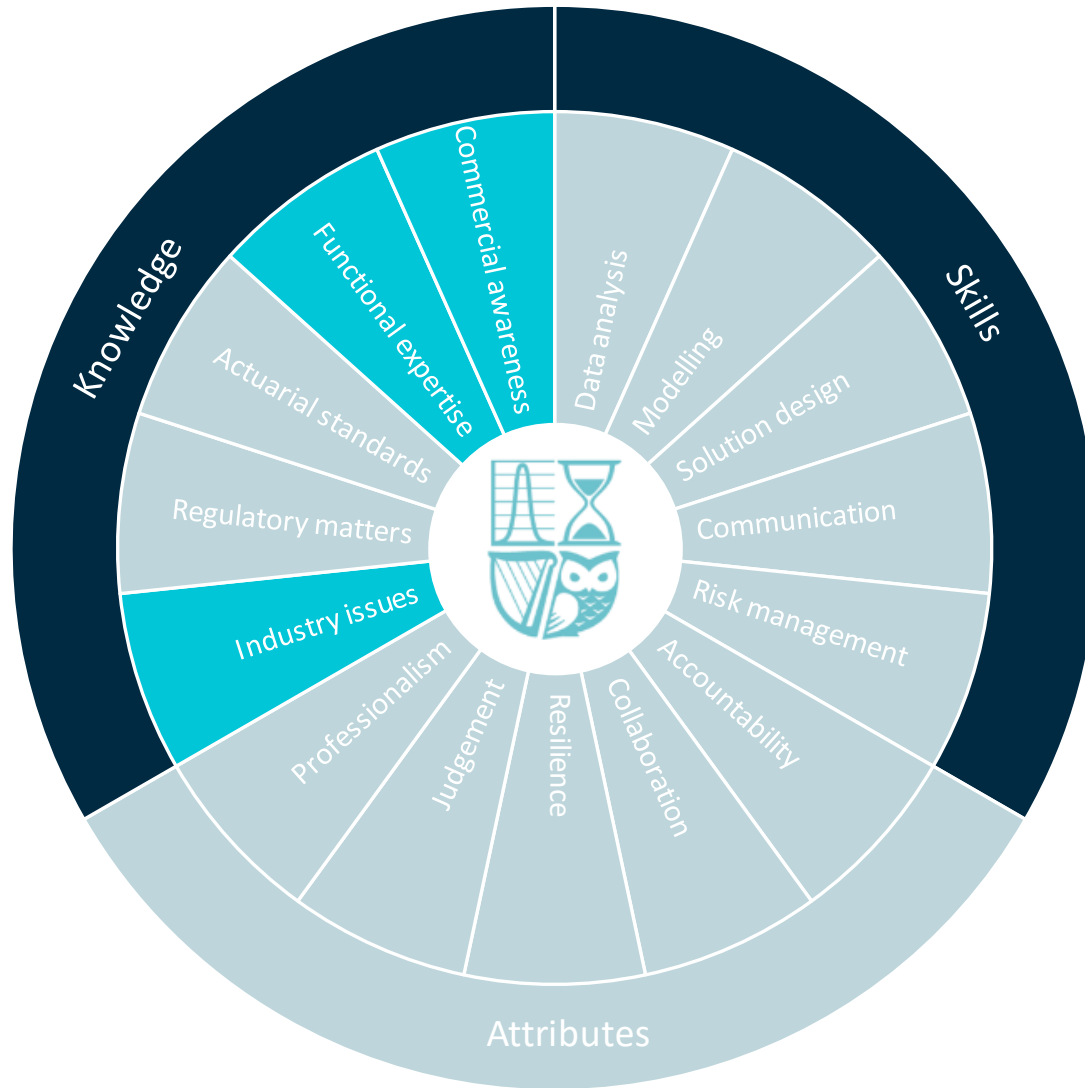 Knowledge
Skills
Attributes
Commercial awareness
Functional expertise
Actuarial standards
Regulatory matters
Industry issues
Data analysis
Modelling
Solution design
Communication
Risk management
Accountability
Collaboration
Resilience
Judgement
Professionalism